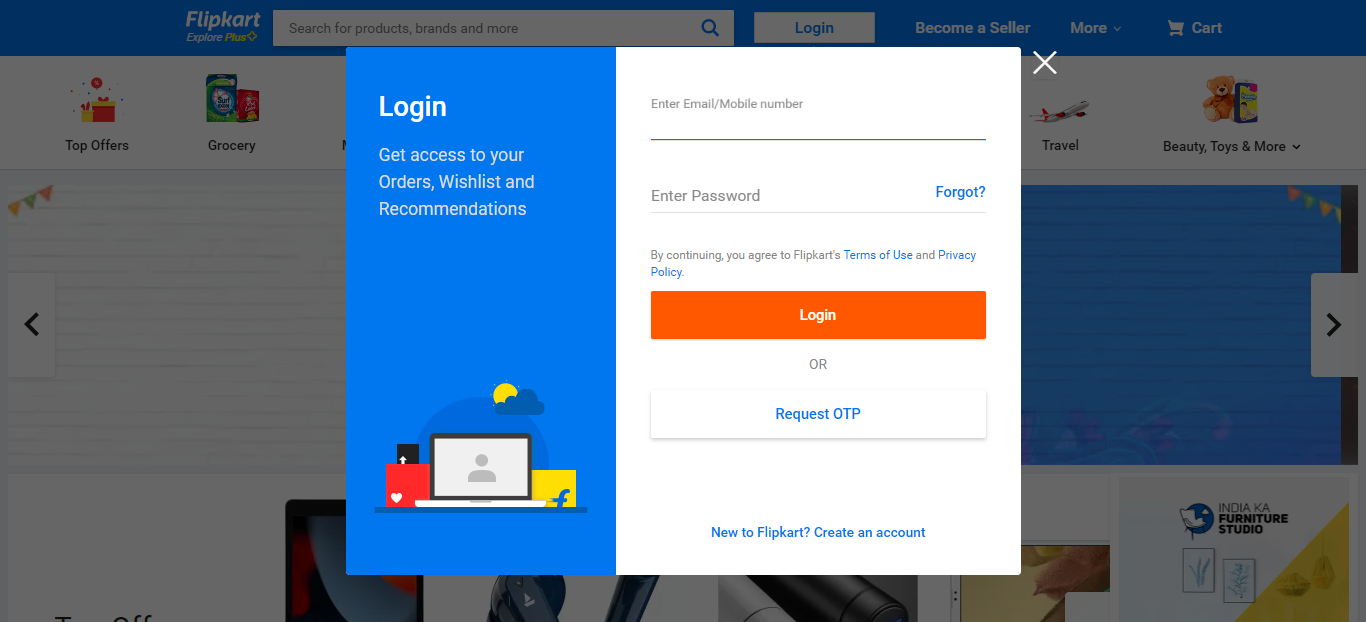 Flipkart
Explore Plus
Search for products, brands and more
Login
Become a Seller
More
Cart
Top Offers
Grocery
Travel
Beauty, Toys & More
Login
Get access to your
Orders, Wishlist and
Recommendations
Enter Email/Mobile number
Enter Password
Forgot?
By continuing, you agree to Flipkart's Terms of Use and Privacy
Policy.
Login
OR
Request OTP
New to Flipkart? Create an account
INDIA KA
FURNITURE
STUDIO